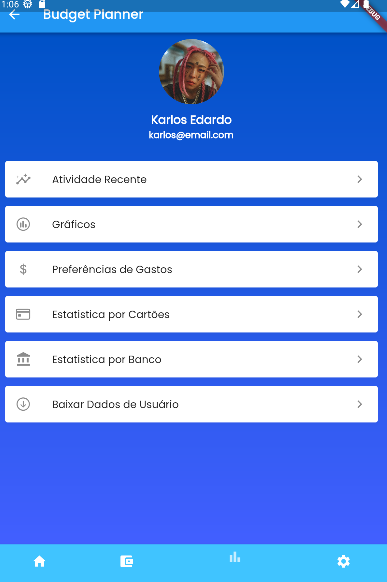 1:06
DEBUG
Budget Planner
Karlos Edardo
karlos@email.com
Atividade Recente
Gráficos
Preferências de Gastos
Estatistica por Cartões
Estatistica por Banco
Baixar Dados de Usuário